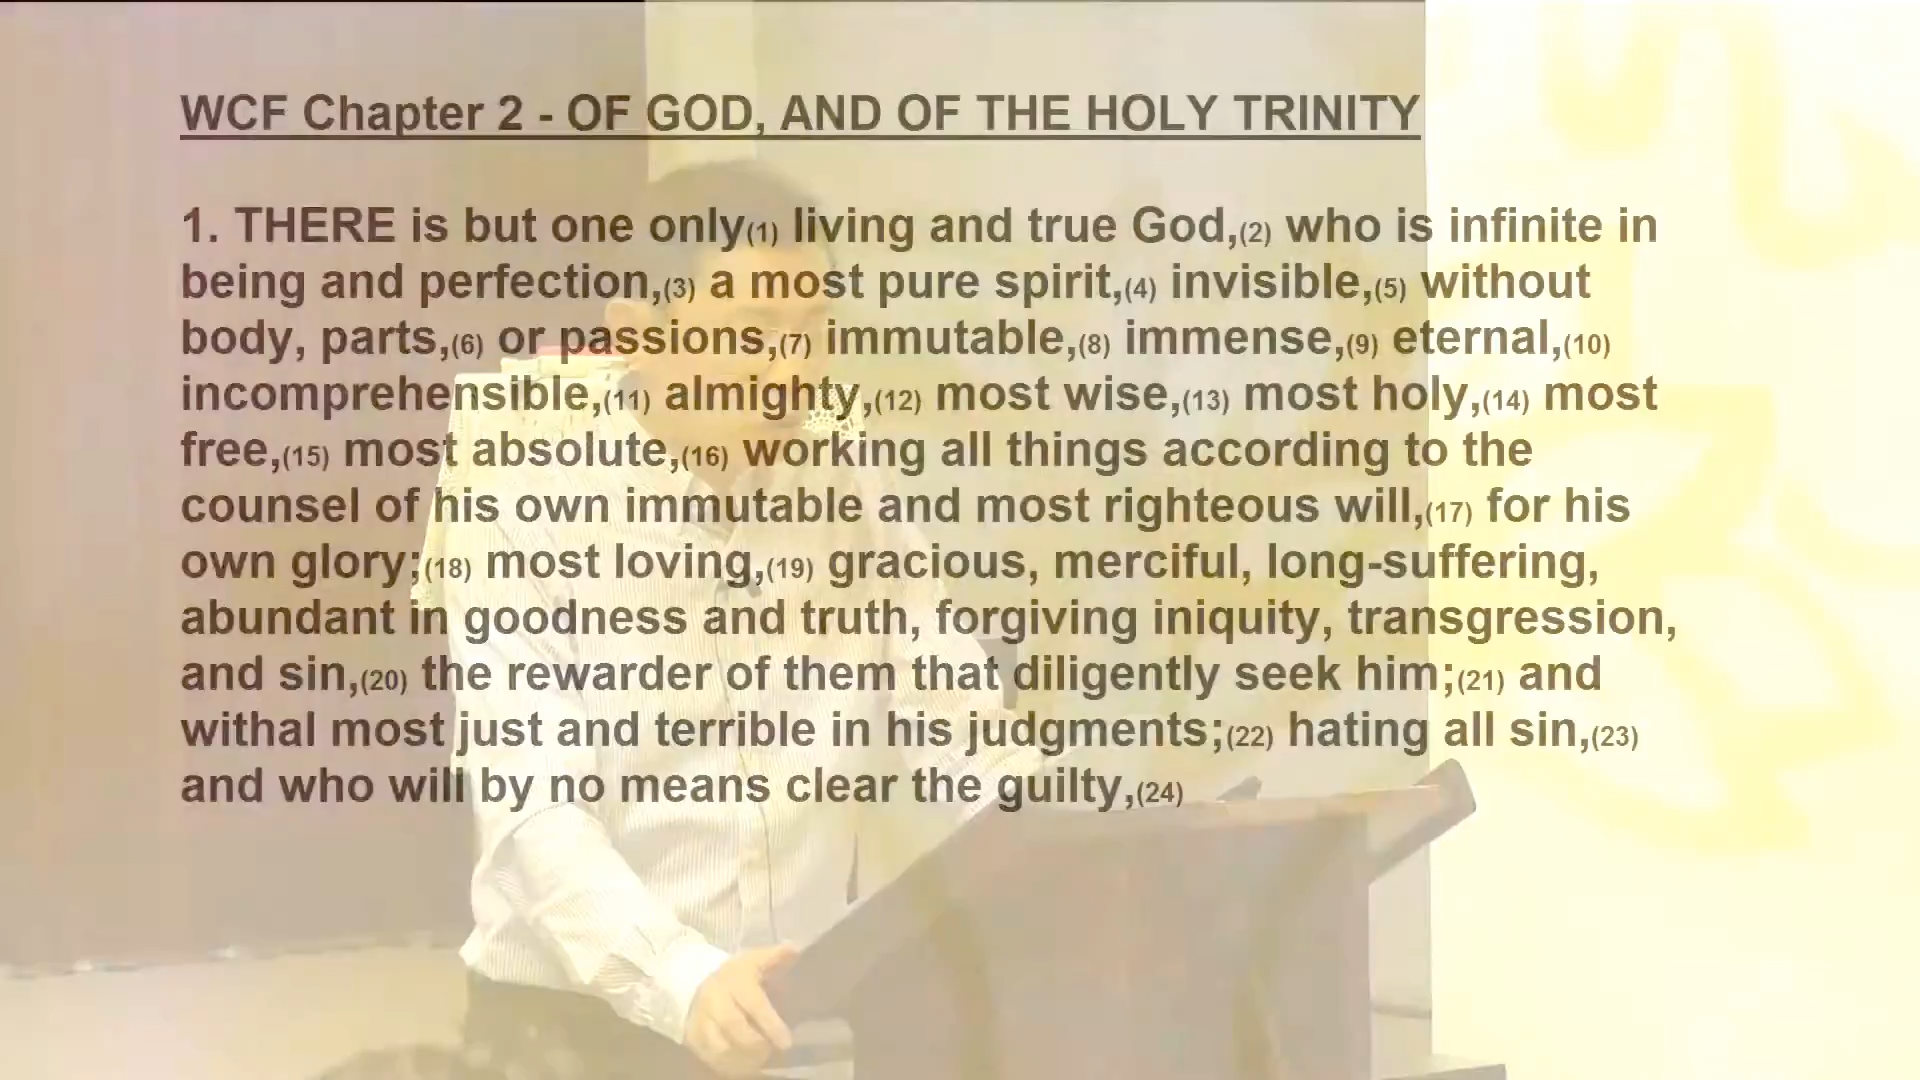 WCF Chapter 2 - OF GOD, AND OF THE HOLY TRINITY
1. THERE is but one only(1) living and true God,(2) who is infinite in
being and perfection,(3) a most pure spirit,(4) invisible,(5) without
body, parts,(6) or passions,(7) immutable,(8) immense,(9) eternal,(10)
incomprehensible,(11) almighty,(12) most wise,(13) most holy,(14) most
free,(15) most absolute,(16) working all things according to the
counsel of his own immutable and most righteous will,(17) for his
own glory;(18) most loving,(19) gracious, merciful, long-suffering,
abundant in goodness and truth, forgiving iniquity, transgression,
and sin,(20) the rewarder of them that diligently seek him;(21) and
withal most just and terrible in his judgments;(22) hating all sin,(23)
and who will by no means clear the guilty,(24)